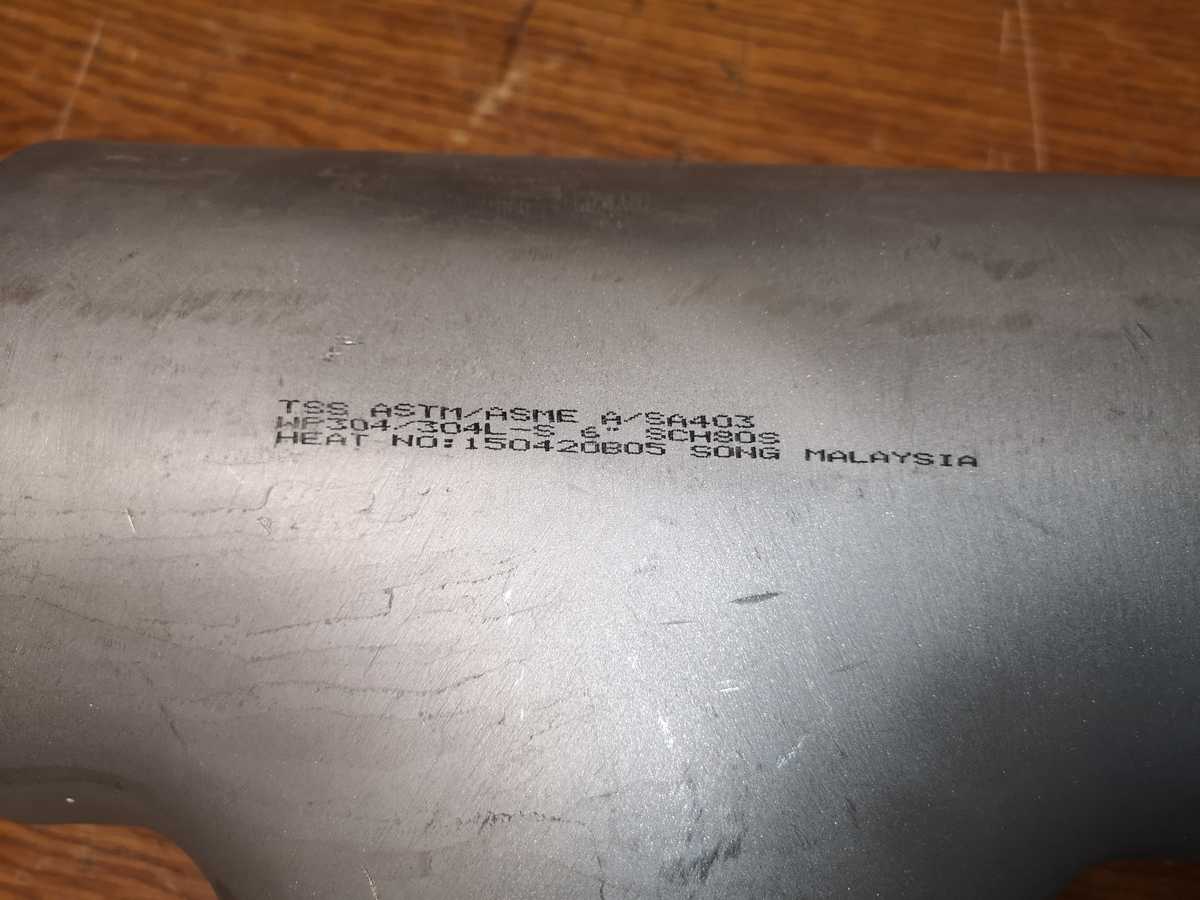 TSS ASTM/ASME A/SA403
WP304/304L-S 6" SCH80S
HEAT NO:150420B05 SONG MALAYSIA